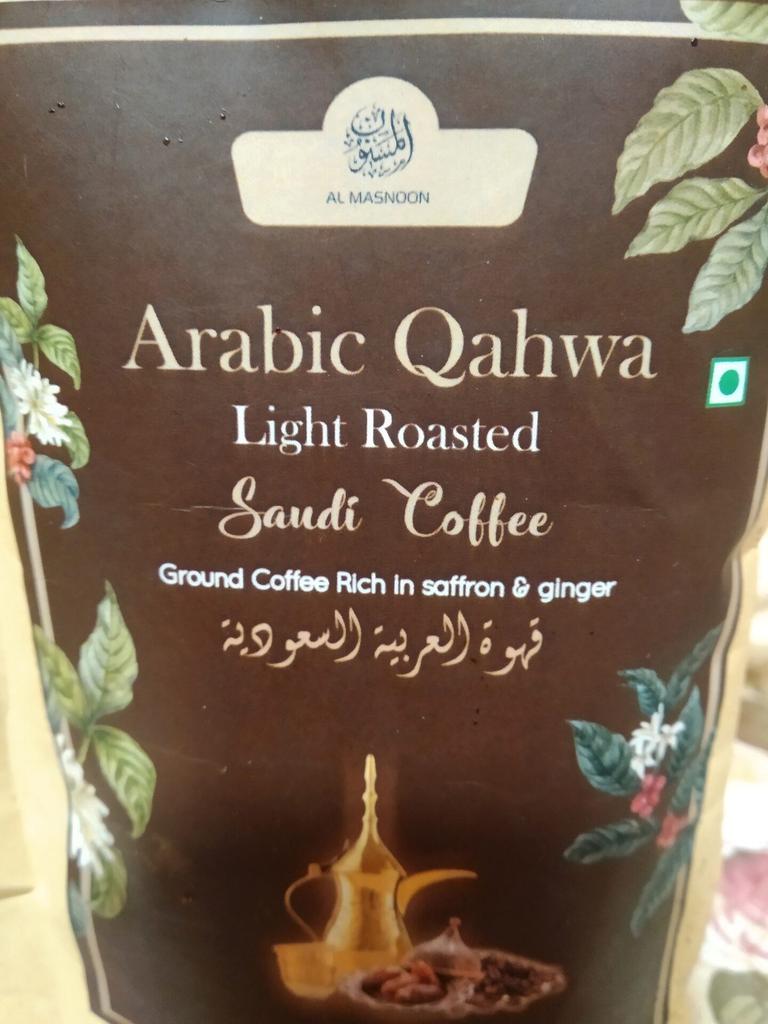 المسنون
AL MASNOON
Arabic Qahwa
Light Roasted
Saudi Coffee
Ground Coffee Rich in saffron & ginger
قهوة العربية السعودية